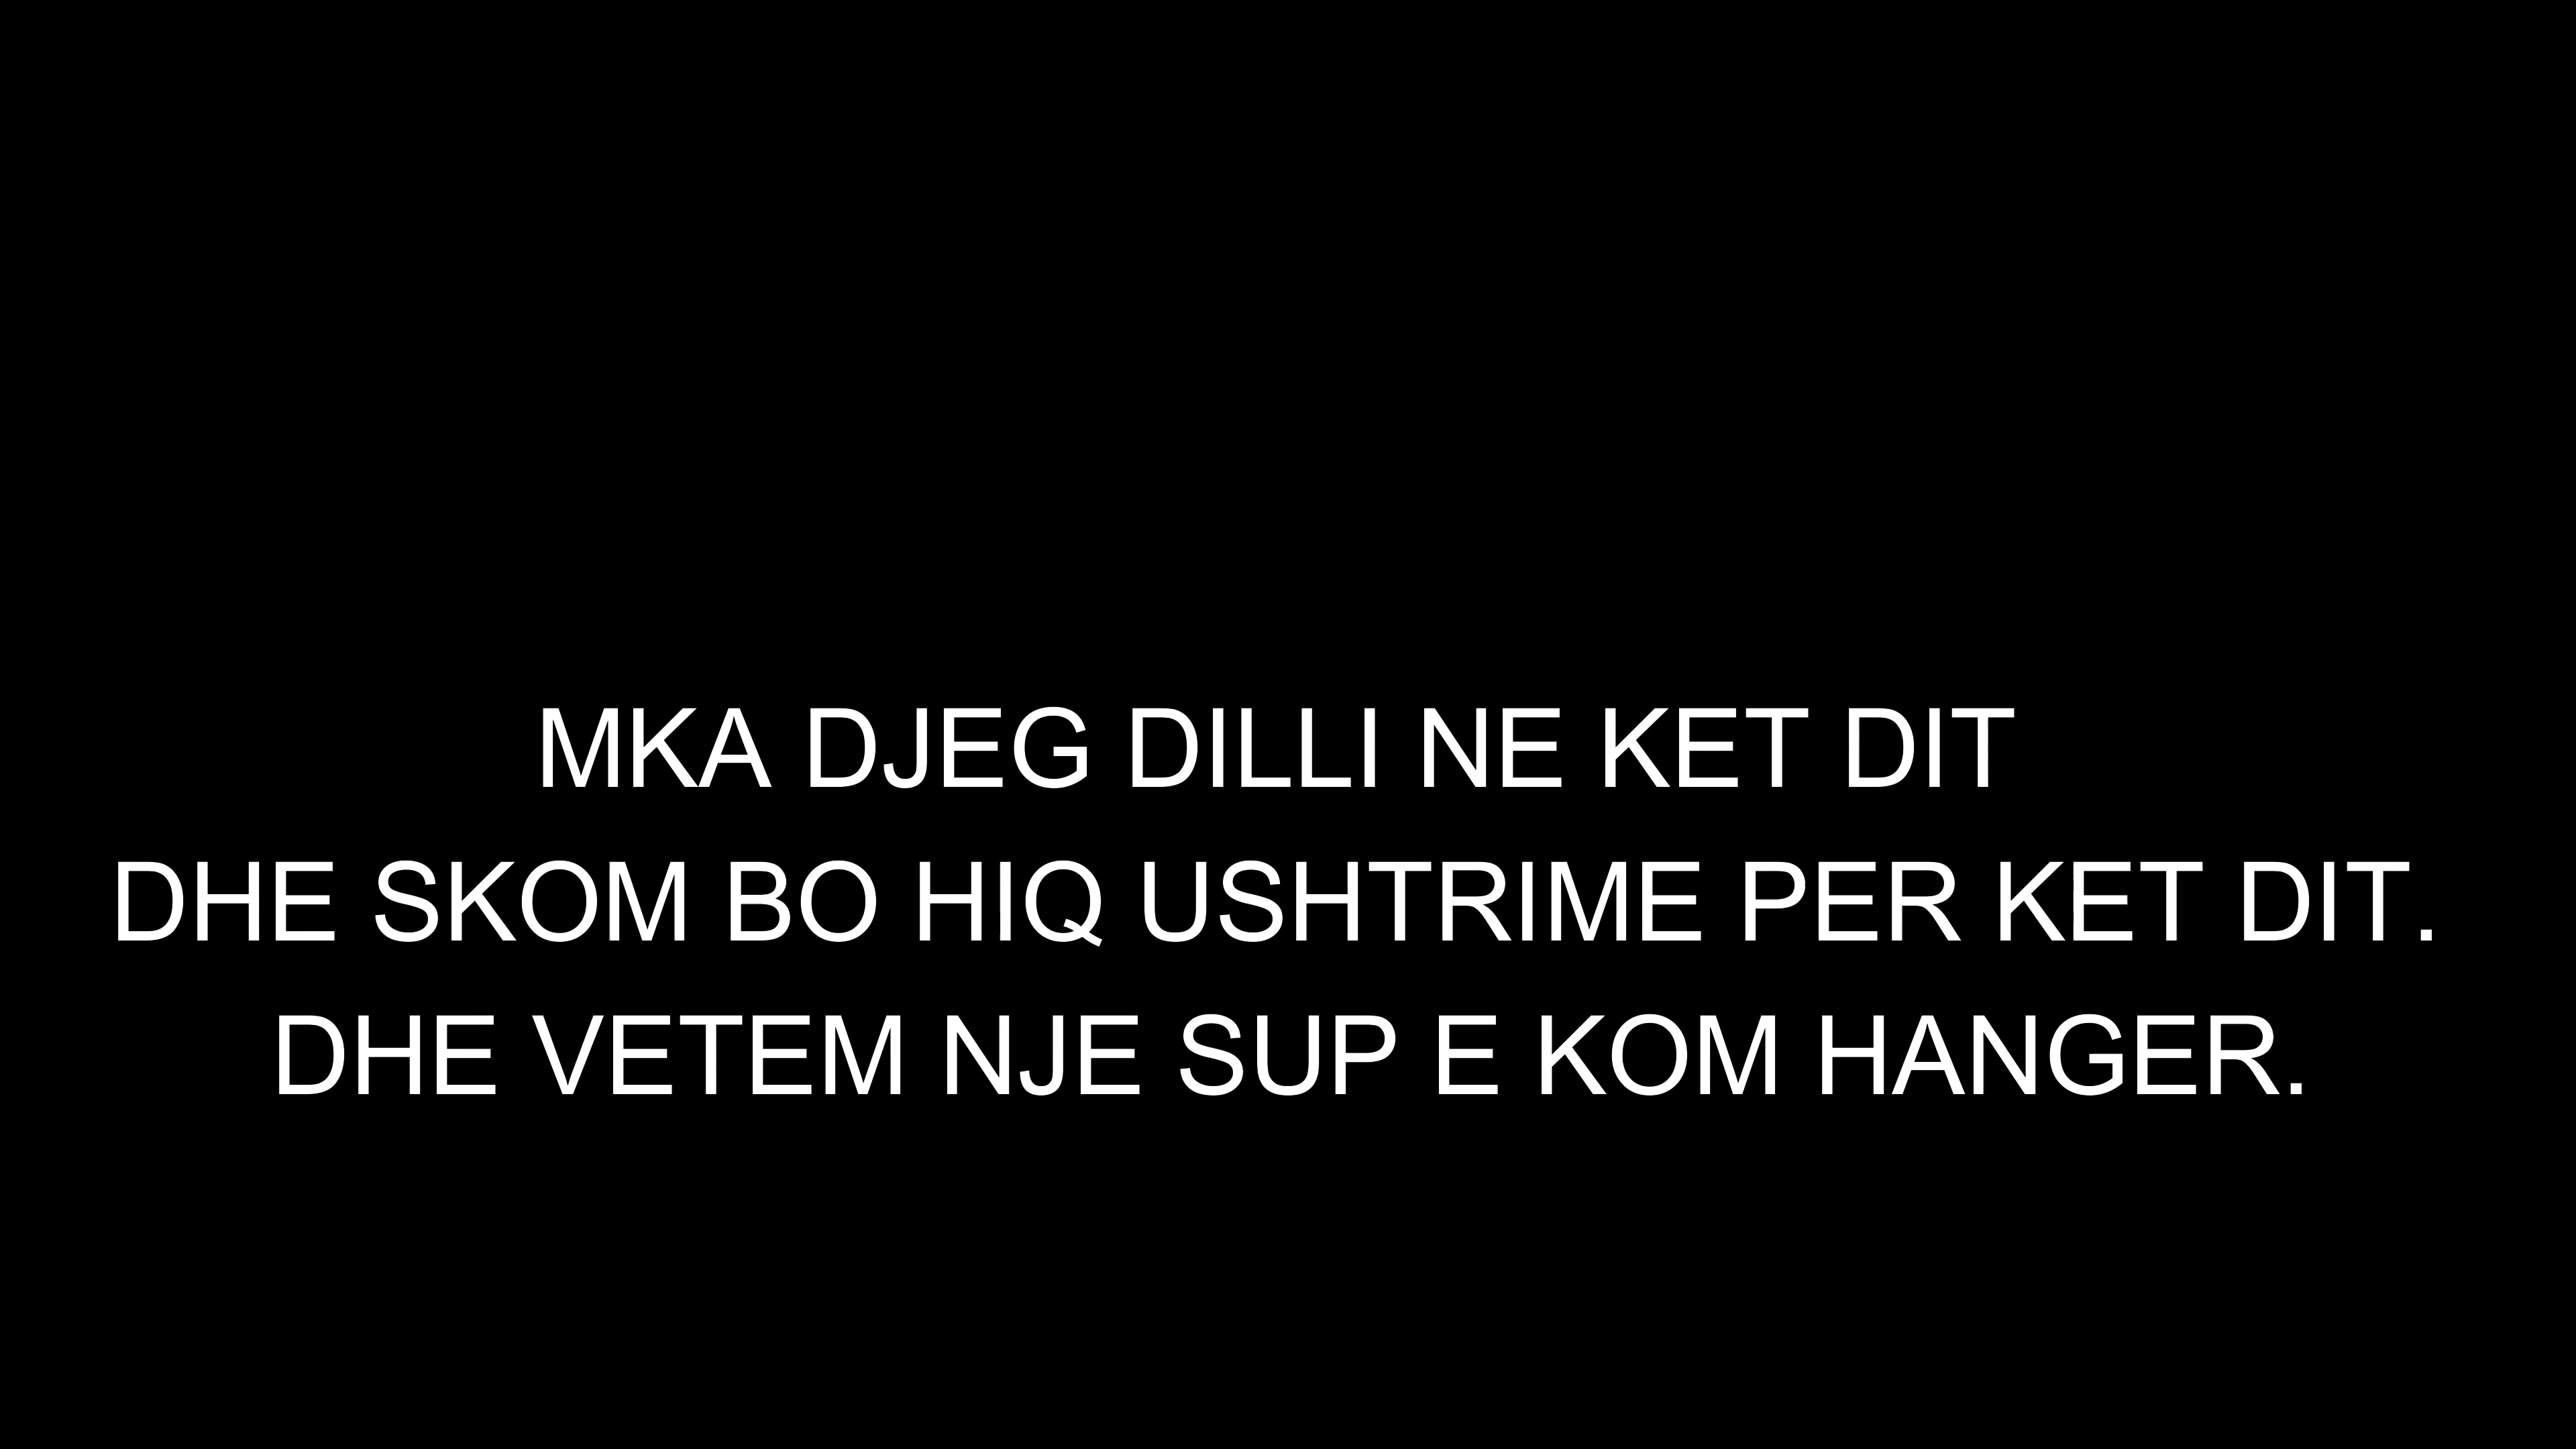 MKA DJEG DILLI NE KET DIT
DHE SKOM BO HIQ USHTRIME PER KET DIT.
DHE VETEM NJE SUP E KOM HANGER.